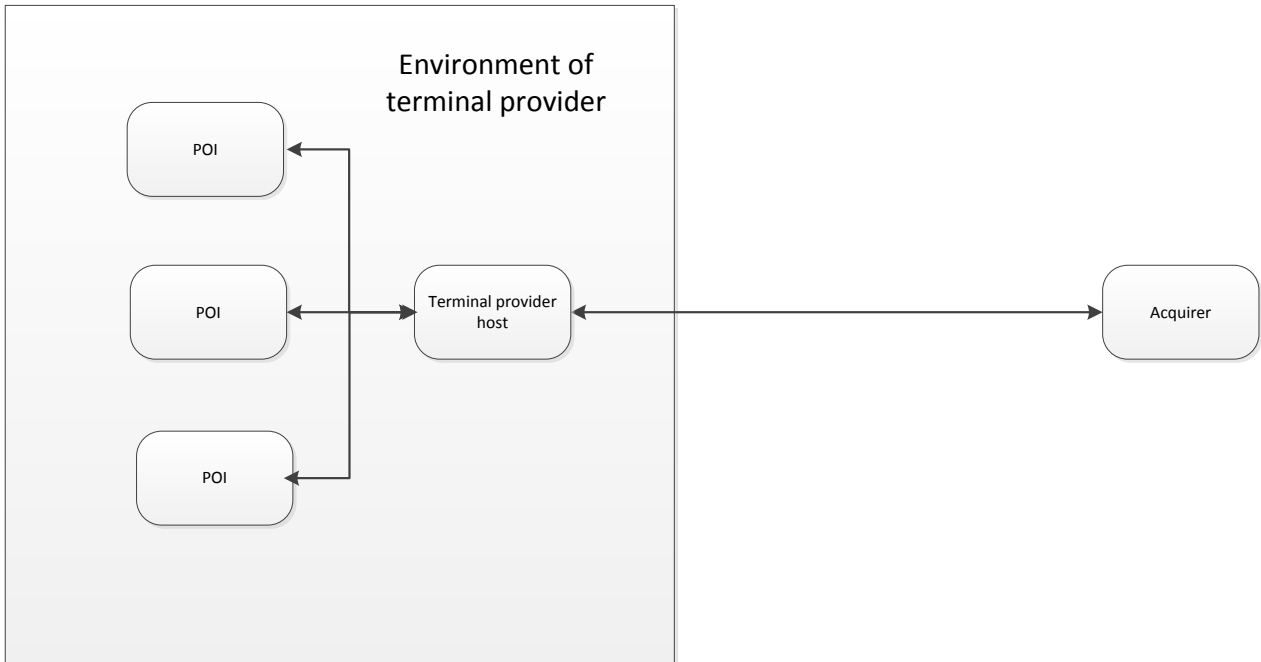 Environment of
terminal provider
POI
POI
Terminal provider
host
Acquirer
POI